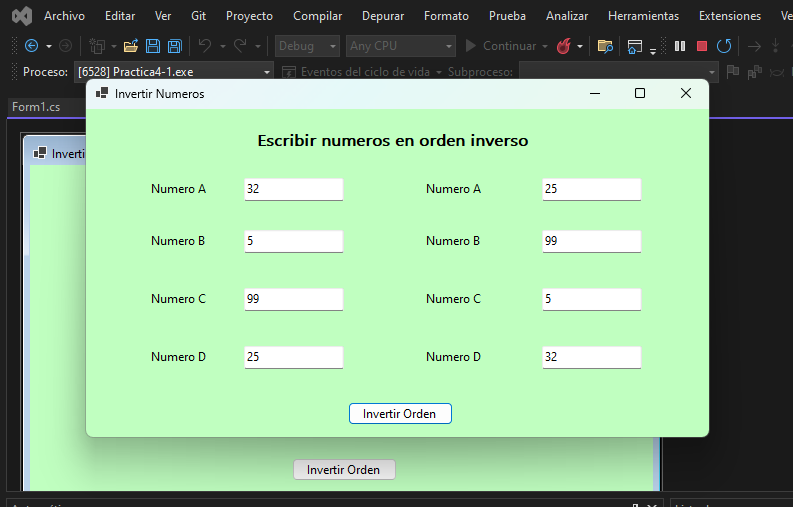 Archivo Editar Ver Git Proyecto Compilar Depurar Formato Prueba Analizar Herramientas Extensiones Ve
Debug Any CPU Continuar
Proceso: [6528] Practica4-1.exe Eventos del ciclo de vida Subproceso:
Form1.cs
Invertir Numeros
Inverti
Escribir numeros en orden inverso
Numero A 32 Numero A 25
Numero B 5 Numero B 99
Numero C 99 Numero C 5
Numero D 25 Numero D 32
Invertir Orden
Invertir Orden